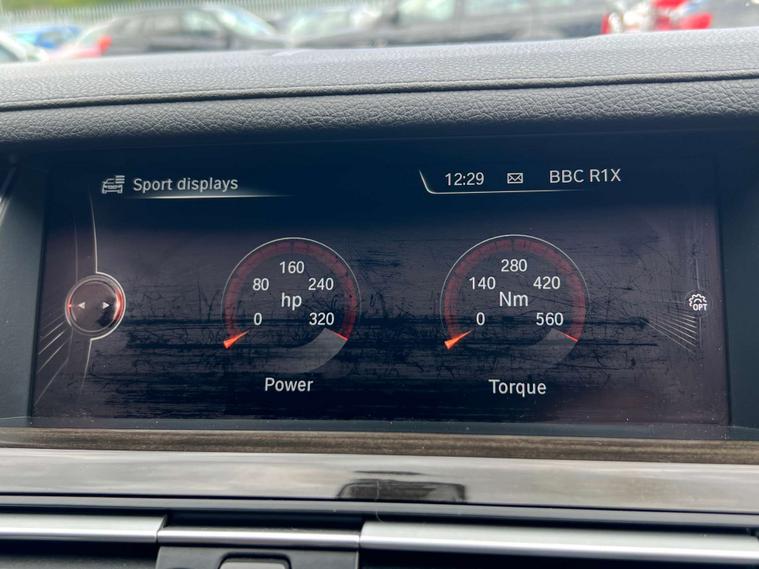 Sport displays
12:29
BBC R1X
160
80
240
hp
0
320
Power
280
140
420
Nm
0
560
Torque
OPT